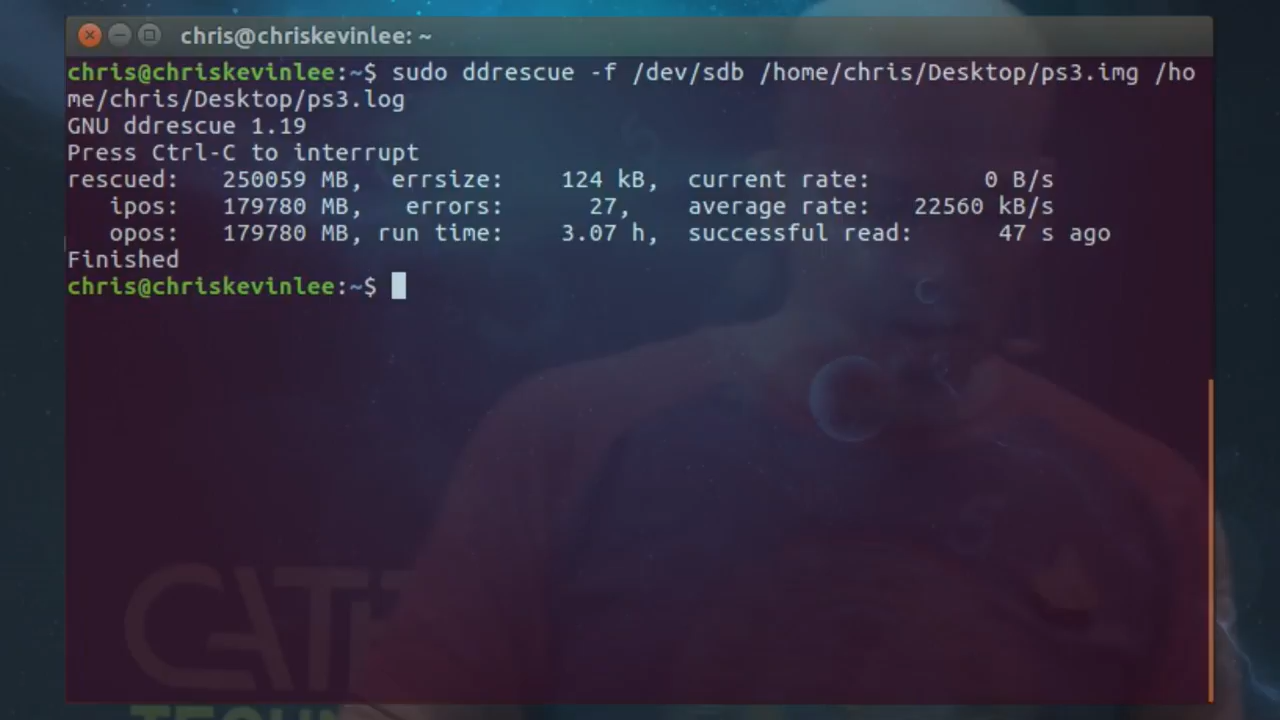 chris@chriskevinlee: ~
chris@chriskevinlee:~$ sudo ddrescue -f /dev/sdb /home/chris/Desktop/ps3.img /ho
me/chris/Desktop/ps3.log
GNU ddrescue 1.19
Press Ctrl-C to interrupt
rescued:   250059 MB,  errsize:    124 kB,  current rate:        0 B/s
   ipos:   179780 MB,   errors:      27,    average rate:   22560 kB/s
   opos:   179780 MB, run time:    3.07 h,  successful read:      47 s ago
Finished
chris@chriskevinlee:~$